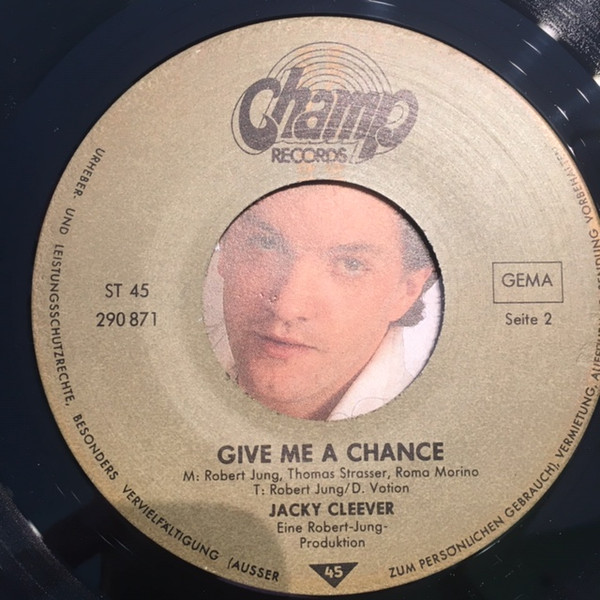 Champ
RECORDS
ST 45
290 871
GEMA
Seite 2
GIVE ME A CHANCE
M: Robert Jung, Thomas Strasser, Roma Morino
T: Robert Jung/D. Votion
JACKY CLEEVER
Eine Robert-Jung-
Produktion
45
URHEBER- UND LEISTUNGSSCHUTZRECHTE, BESONDERS VERVIELFÄLTIGUNG (AUSSER ZUM PERSÖNLICHEN GEBRAUCH), VERMIETUNG, VORBEHALTEN